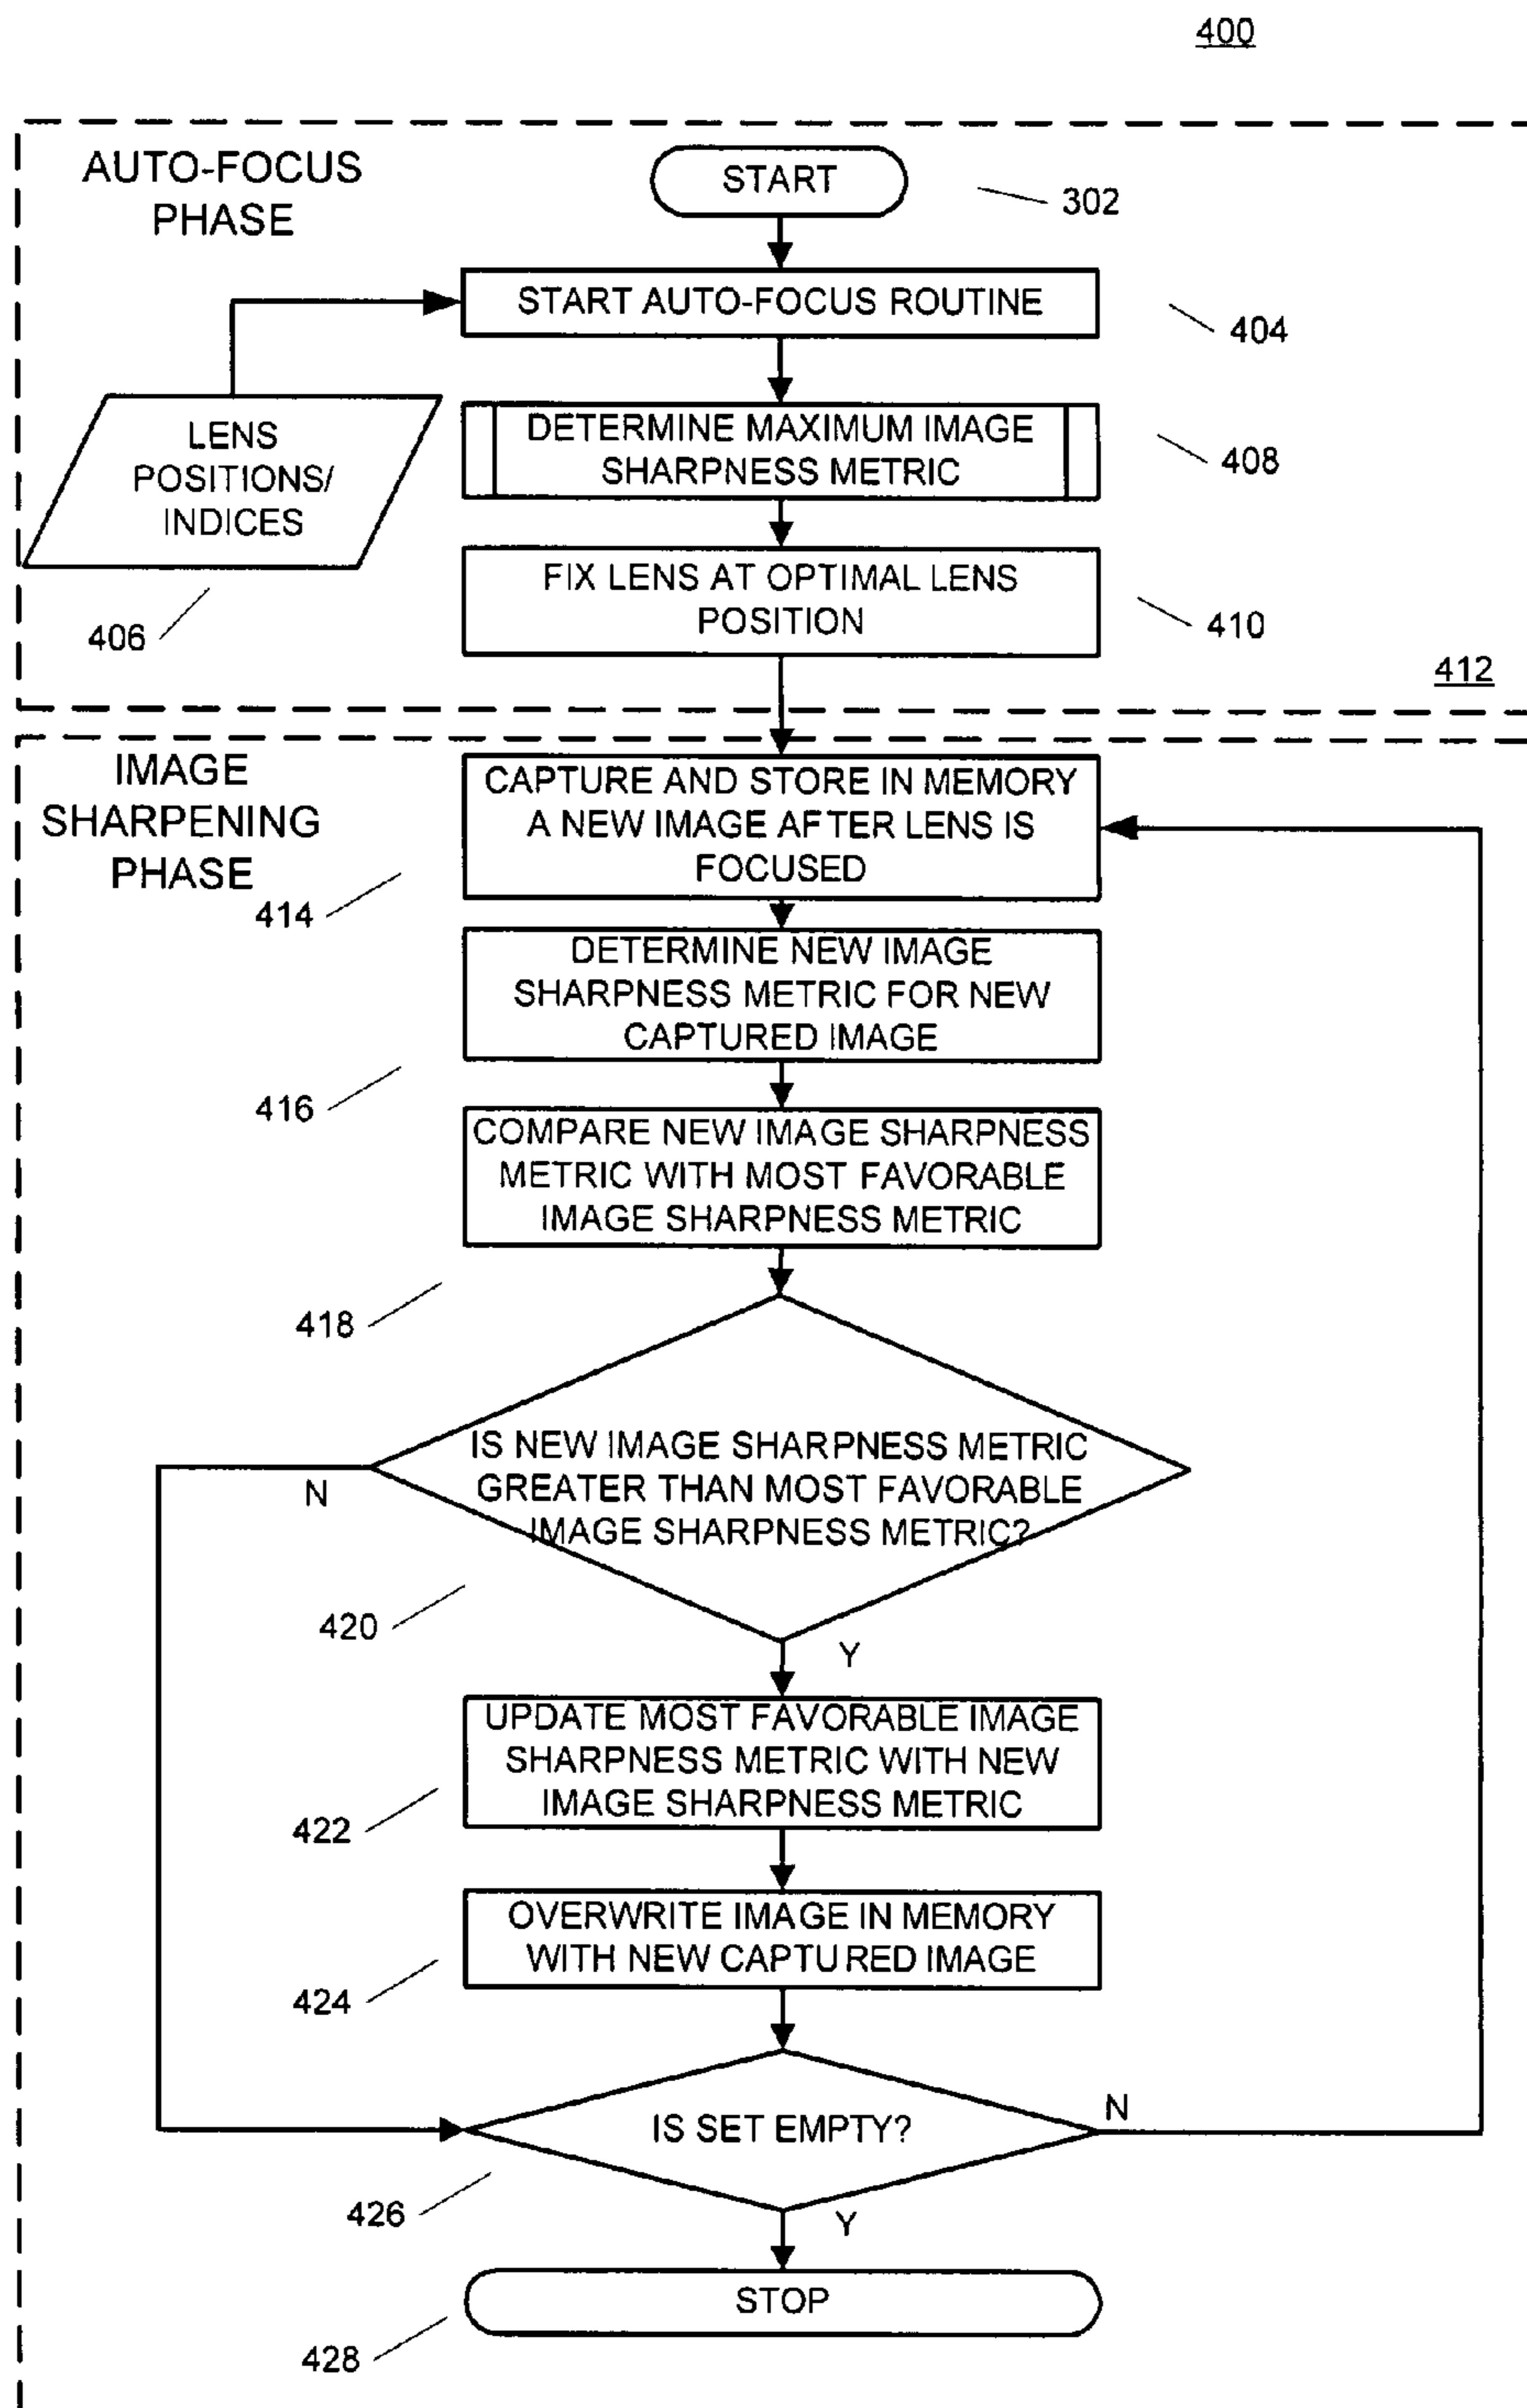 400
AUTO-FOCUS
PHASE
START
302
START AUTO-FOCUS ROUTINE
404
LENS
POSITIONS/
INDICES
406
DETERMINE MAXIMUM IMAGE
SHARPNESS METRIC
408
FIX LENS AT OPTIMAL LENS
POSITION
410
412
IMAGE
SHARPENING
PHASE
CAPTURE AND STORE IN MEMORY
A NEW IMAGE AFTER LENS IS
FOCUSED
414
DETERMINE NEW IMAGE
SHARPNESS METRIC FOR NEW
CAPTURED IMAGE
416
COMPARE NEW IMAGE SHARPNESS
METRIC WITH MOST FAVORABLE
IMAGE SHARPNESS METRIC
418
IS NEW IMAGE SHARPNESS METRIC
GREATER THAN MOST FAVORABLE
IMAGE SHARPNESS METRIC?
N
420
Y
UPDATE MOST FAVORABLE IMAGE
SHARPNESS METRIC WITH NEW
IMAGE SHARPNESS METRIC
422
OVERWRITE IMAGE IN MEMORY
WITH NEW CAPTURED IMAGE
424
IS SET EMPTY?
N
426
Y
STOP
428